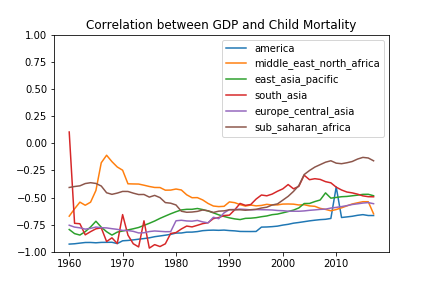 Correlation between GDP and Child Mortality
1.00
0.75
0.50
0.25
0.00
−0.25
−0.50
−0.75
−1.00
america
middle_east_north_africa
east_asia_pacific
south_asia
europe_central_asia
sub_saharan_africa
1960 1970 1980 1990 2000 2010